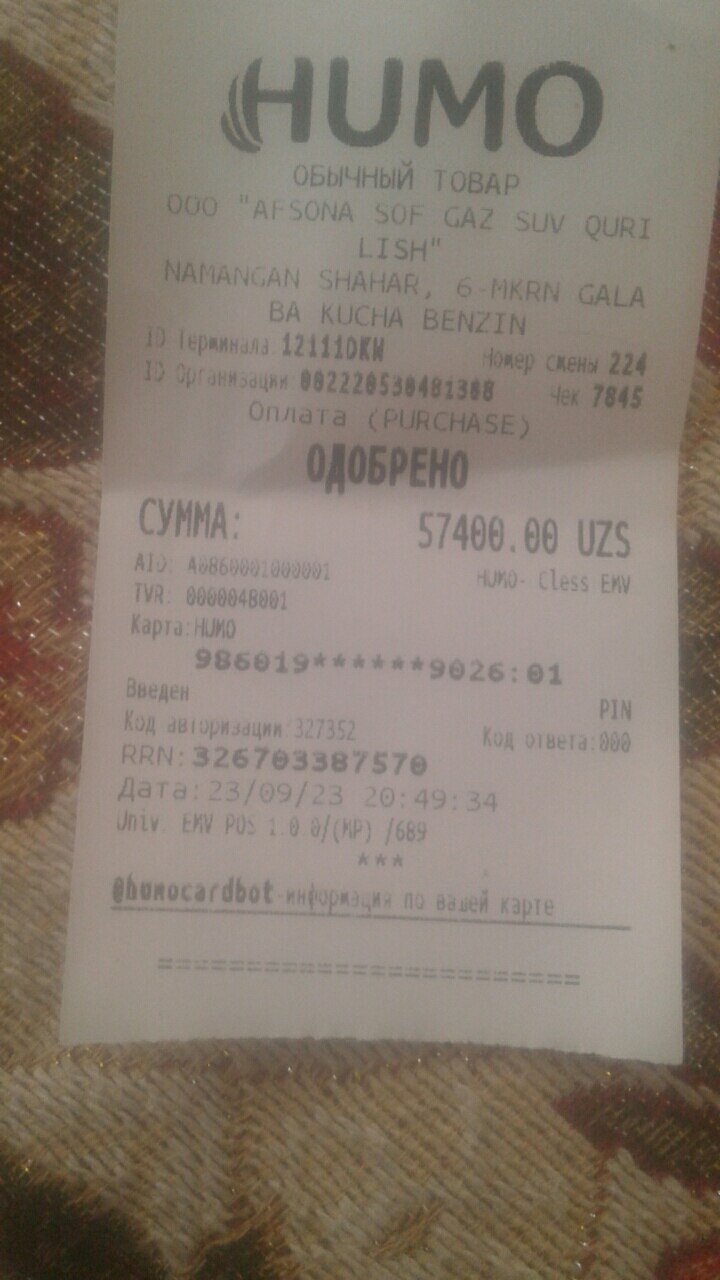 HUMO
ОБЫЧНЫЙ ТОВАР
ООО "AFSONA SOF GAZ SUV QURI
LISH"
NAMANGAN SHAHAR, 6-MKRN GALA
BA KUCHA BENZIN
ID Терминала 12111DKW Номер смены 224
ID Организации 002220530481308 Чек 7845
Оплата (PURCHASE)
ОДОБРЕНО
СУММА: 57400.00 UZS
AID: A0860001000001 HUMO- Cless EMV
TVR: 0000048001
Карта:HUMO
986019******9026:01
Введен PIN
Код авторизации:327352 Код ответа:000
RRN:326703387570
Дата:23/09/23 20:49:34
Univ. EMV POS 1.0 0/(MP) /689
***
@humocardbot-информация по вашей карте
==============================